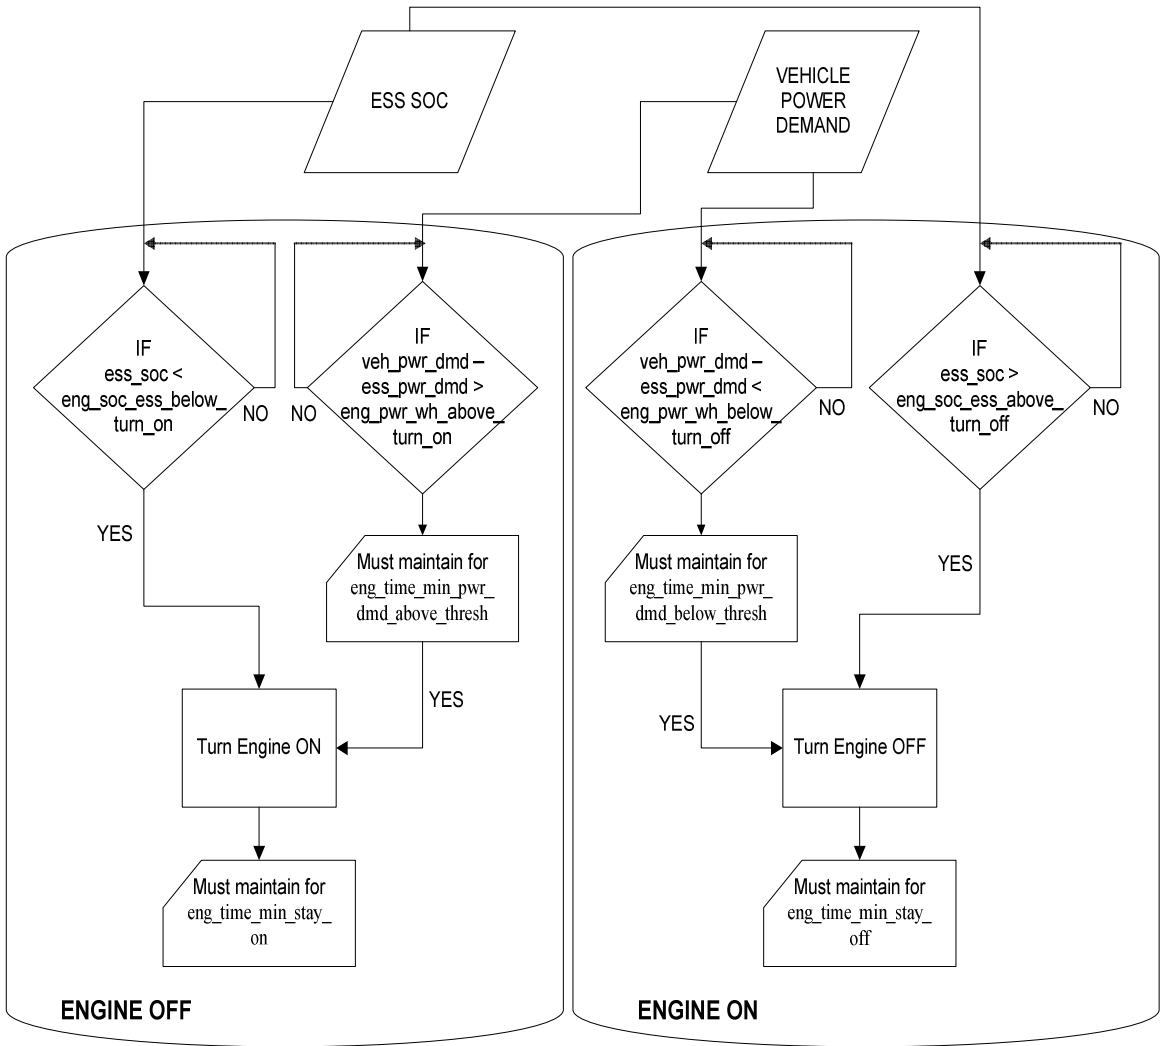 ESS SOC
VEHICLE
POWER
DEMAND
IF
ess_soc <
eng_soc_ess_below_
turn_on
NO
YES
IF
veh_pwr_dmd –
ess_pwr_dmd >
eng_pwr_wh_above_
turn_on
NO
Must maintain for
eng_time_min_pwr_
dmd_above_thresh
YES
Turn Engine ON
Must maintain for
eng_time_min_stay_
on
ENGINE OFF
IF
veh_pwr_dmd –
ess_pwr_dmd <
eng_pwr_wh_below_
turn_off
NO
Must maintain for
eng_time_min_pwr_
dmd_below_thresh
YES
IF
ess_soc >
eng_soc_ess_above_
turn_off
NO
YES
Turn Engine OFF
Must maintain for
eng_time_min_stay_
off
ENGINE ON